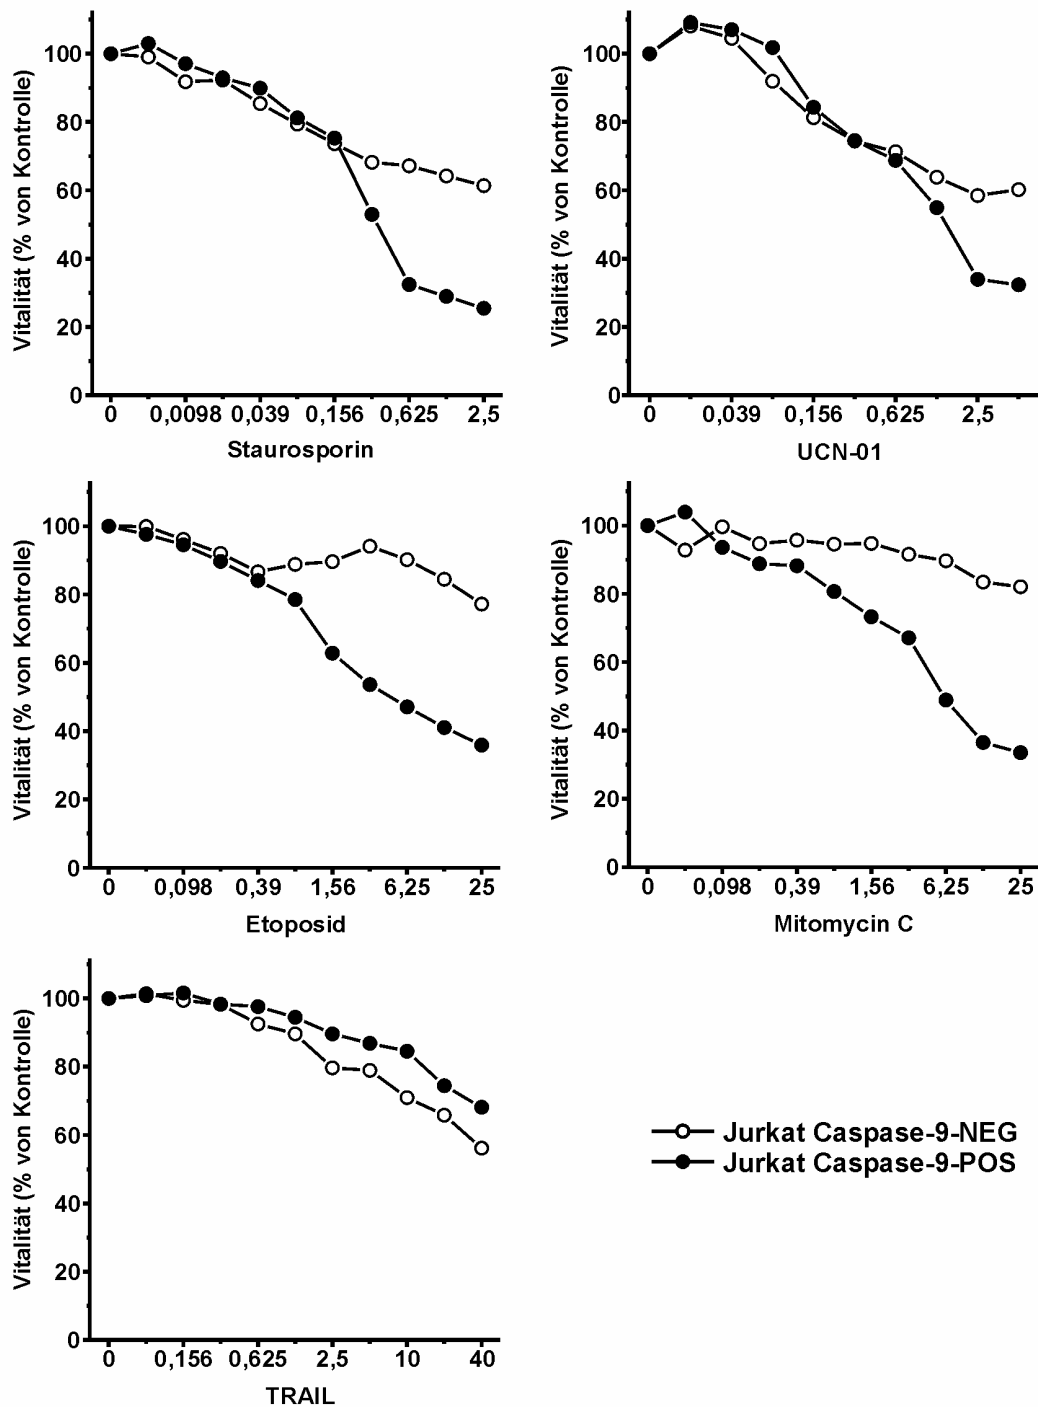 Vitalität (% von Kontrolle)
100
80
60
40
20
0
0 0,0098 0,039 0,156 0,625 2,5
Staurosporin
Vitalität (% von Kontrolle)
100
80
60
40
20
0
0 0,039 0,156 0,625 2,5
UCN-01
Vitalität (% von Kontrolle)
100
80
60
40
20
0
0 0,098 0,39 1,56 6,25 25
Etoposid
Vitalität (% von Kontrolle)
100
80
60
40
20
0
0 0,098 0,39 1,56 6,25 25
Mitomycin C
Vitalität (% von Kontrolle)
100
80
60
40
20
0
0 0,156 0,625 2,5 10 40
TRAIL
Jurkat Caspase-9-NEG
Jurkat Caspase-9-POS